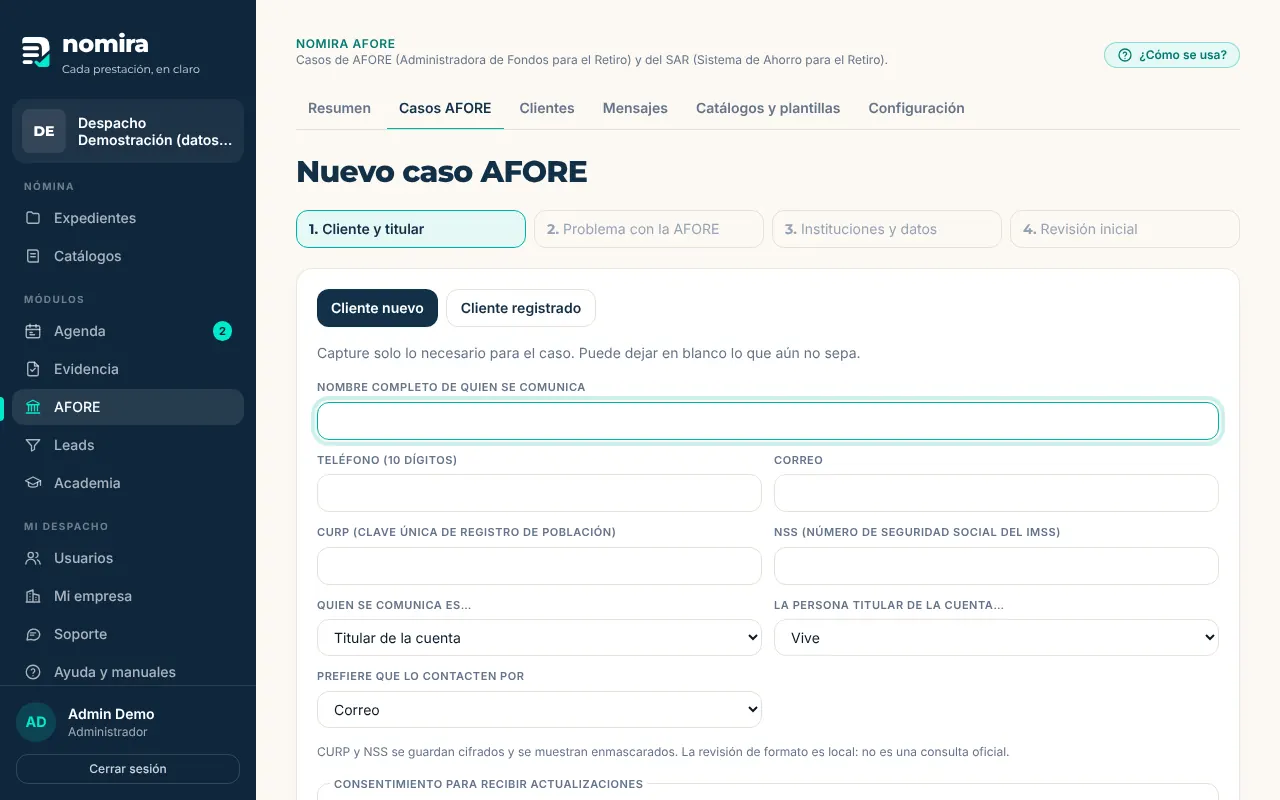 nomira
Cada prestación, en claro
DE
Despacho
Demostración (datos...
NÓMINA
Expedientes
Catálogos
MÓDULOS
Agenda
2
Evidencia
AFORE
Leads
Academia
MI DESPACHO
Usuarios
Mi empresa
Soporte
Ayuda y manuales
AD
Admin Demo
Administrador
Cerrar sesión
NOMIRA AFORE
Casos de AFORE (Administradora de Fondos para el Retiro) y del SAR (Sistema de Ahorro para el Retiro).
¿Cómo se usa?
Resumen
Casos AFORE
Clientes
Mensajes
Catálogos y plantillas
Configuración
Nuevo caso AFORE
1. Cliente y titular
2. Problema con la AFORE
3. Instituciones y datos
4. Revisión inicial
Cliente nuevo
Cliente registrado
Capture solo lo necesario para el caso. Puede dejar en blanco lo que aún no sepa.
NOMBRE COMPLETO DE QUIEN SE COMUNICA
TELÉFONO (10 DÍGITOS)
CORREO
CURP (CLAVE ÚNICA DE REGISTRO DE POBLACIÓN)
NSS (NÚMERO DE SEGURIDAD SOCIAL DEL IMSS)
QUIEN SE COMUNICA ES...
LA PERSONA TITULAR DE LA CUENTA...
Titular de la cuenta
Vive
PREFIERE QUE LO CONTACTEN POR
Correo
CURP y NSS se guardan cifrados y se muestran enmascarados. La revisión de formato es local: no es una consulta oficial.
CONSENTIMIENTO PARA RECIBIR ACTUALIZACIONES